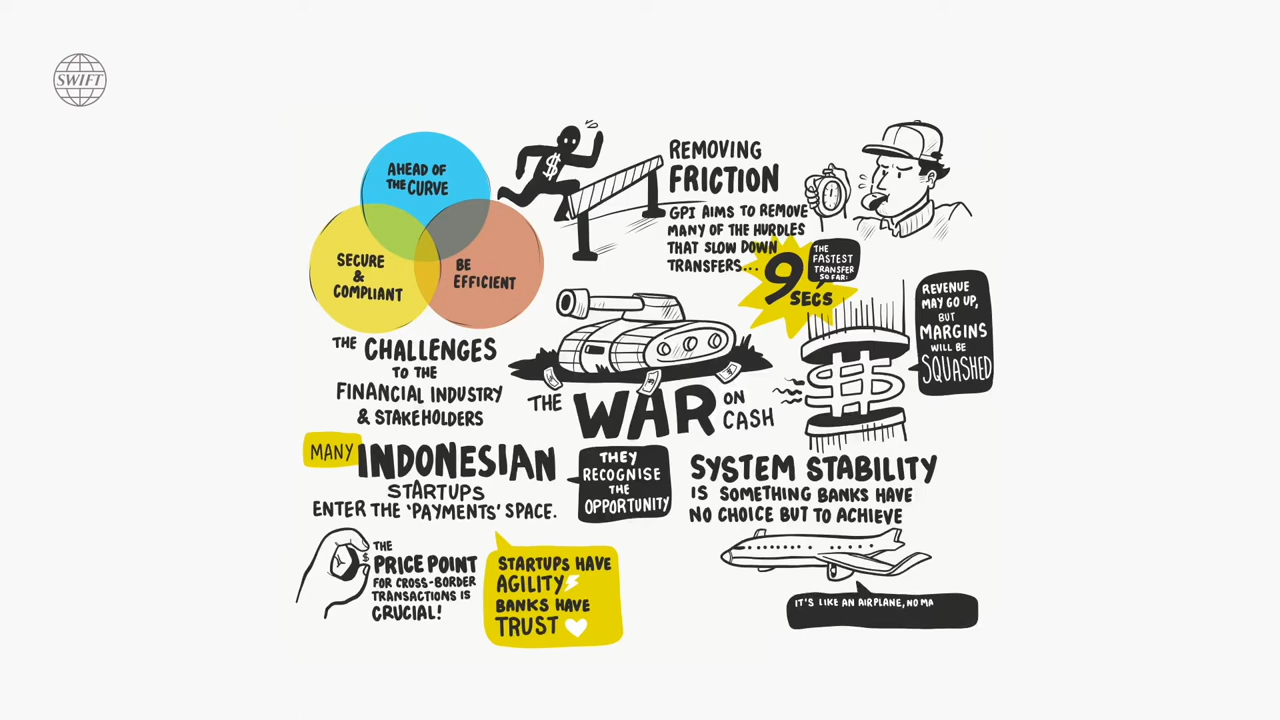 SWIFT
AHEAD OF
THE CURVE
SECURE
&
COMPLIANT
BE
EFFICIENT
THE CHALLENGES
TO THE
FINANCIAL INDUSTRY
& STAKEHOLDERS
$
REMOVING
FRICTION
GPI AIMS TO REMOVE
MANY OF THE HURDLES
THAT SLOW DOWN
TRANSFERS...
9
SECS
THE
FASTEST
TRANSFER
SO FAR:
THE WAR ON
CASH
REVENUE
MAY GO UP,
BUT
MARGINS
WILL BE
SQUASHED
$
MANY INDONESIAN
STARTUPS
ENTER THE 'PAYMENTS' SPACE.
THEY
RECOGNISE
THE
OPPORTUNITY
SYSTEM STABILITY
IS SOMETHING BANKS HAVE
NO CHOICE BUT TO ACHIEVE
$
THE
PRICE POINT
FOR CROSS-BORDER
TRANSACTIONS IS
CRUCIAL!
STARTUPS HAVE
AGILITY
BANKS HAVE
TRUST
IT'S LIKE AN AIRPLANE, NO MA